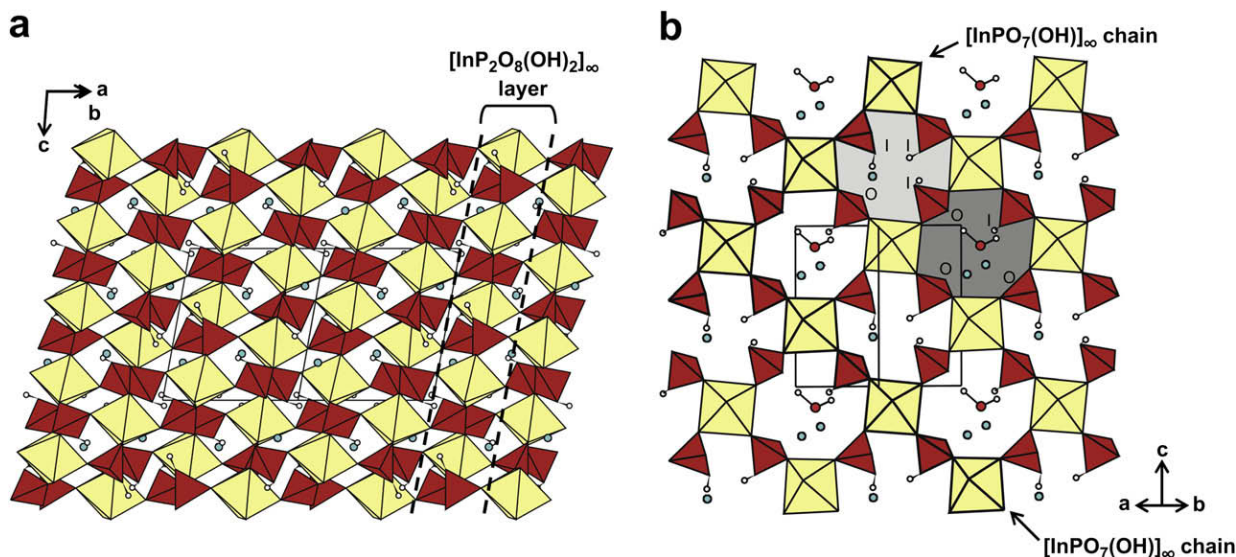 a
[InP₂O₈(OH)₂]∞
layer
a
b
c
b
[InPO₇(OH)]∞ chain
I I
I
O
O I
O O
c
a b
[InPO₇(OH)]∞ chain